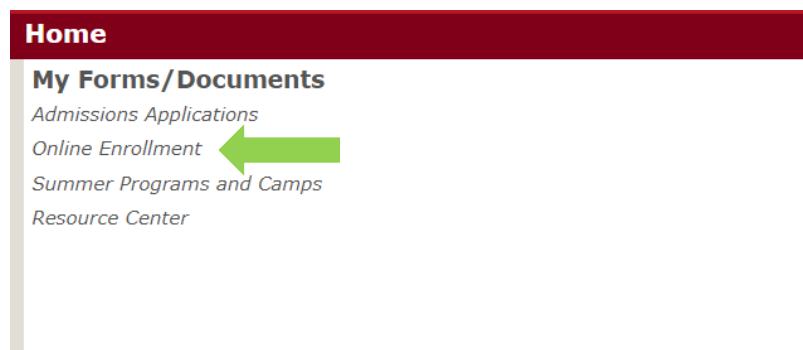 Home
My Forms/Documents
Admissions Applications
Online Enrollment
Summer Programs and Camps
Resource Center